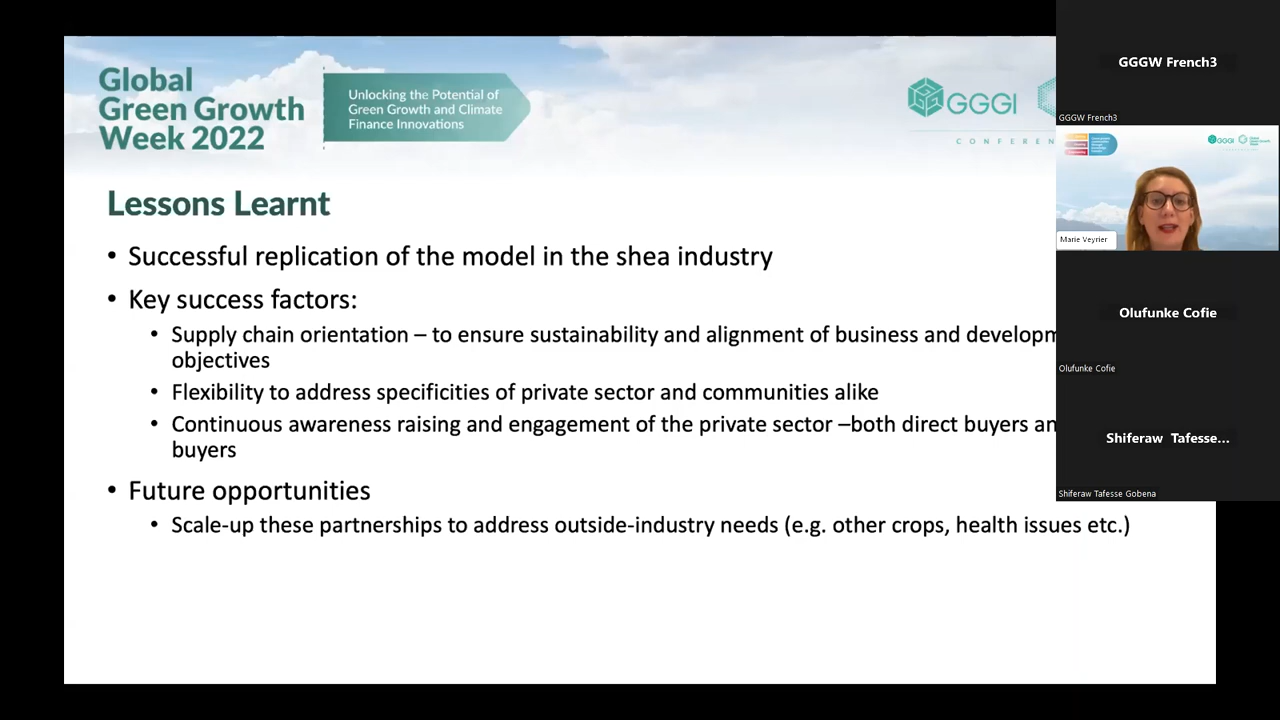 Global
Green Growth
Week 2022
Unlocking the Potential of
Green Growth and Climate
Finance Innovations
GGGI
Lessons Learnt
• Successful replication of the model in the shea industry
• Key success factors:
• Supply chain orientation – to ensure sustainability and alignment of business and
objectives
• Flexibility to address specificities of private sector and communities alike
• Continuous awareness raising and engagement of the private sector –both direct buyers
buyers
• Future opportunities
• Scale-up these partnerships to address outside-industry needs (e.g. other crops, health issues etc.)
GGGW French3
GGGW French3
GGGI
Marie Veyrier
Olufunke Cofie
Olufunke Cofie
Shiferaw Tafesse...
Shiferaw Tafesse Gobena